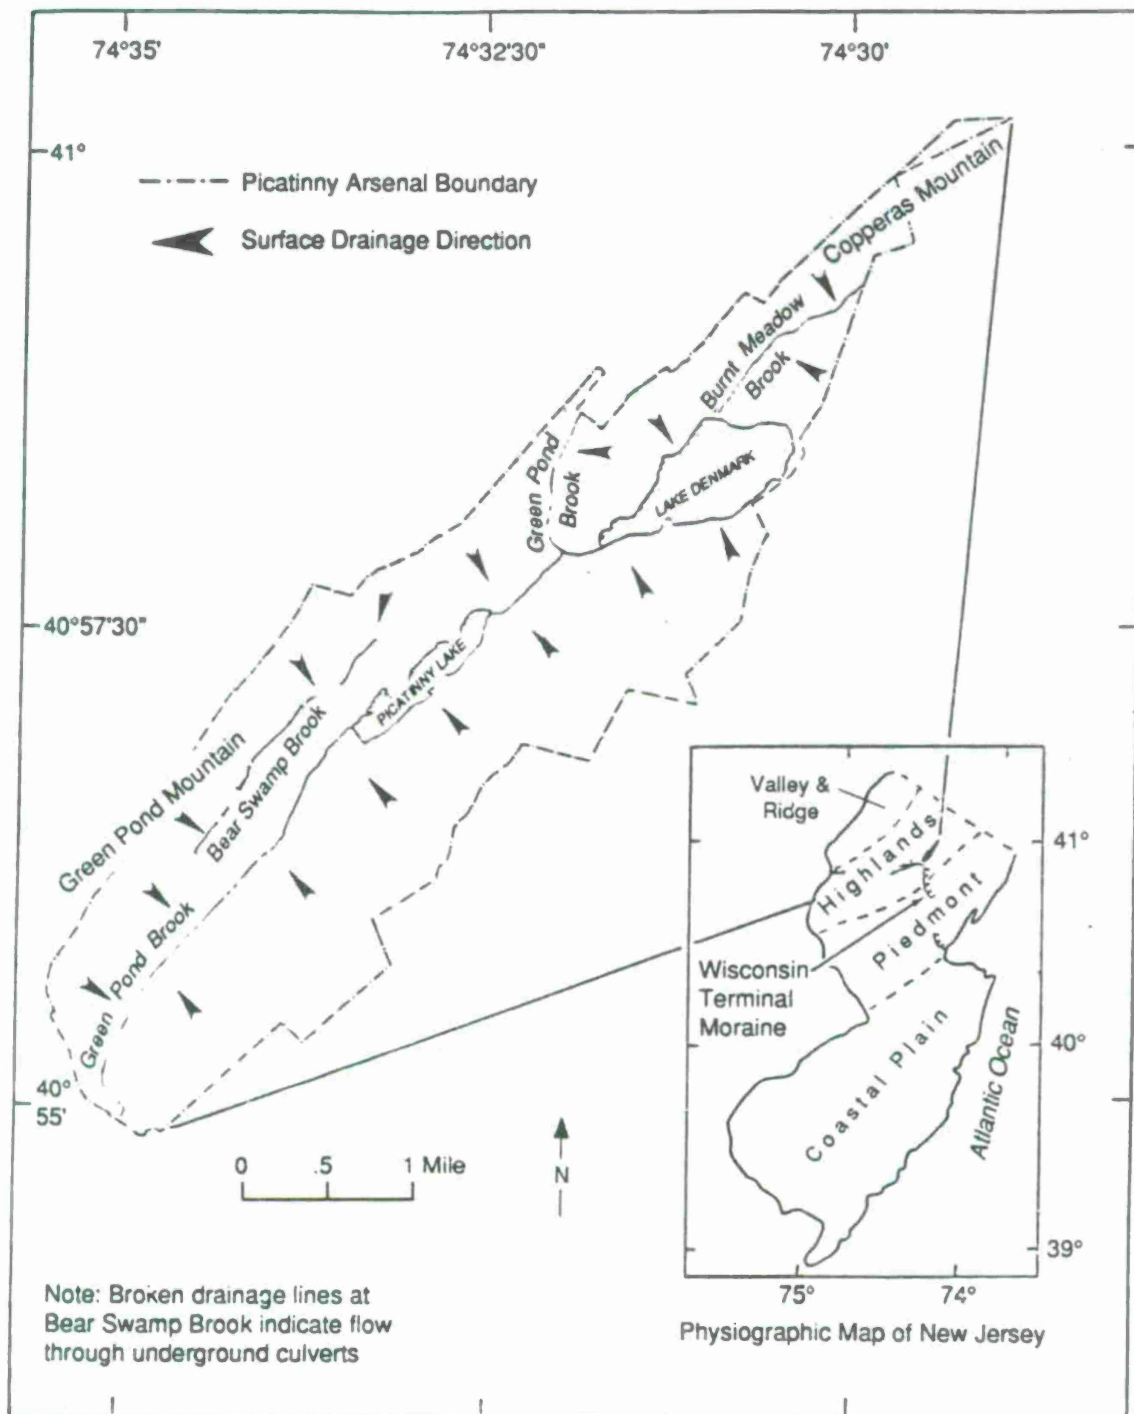 74°35'
74°32'30"
74°30'
41°
Picatinny Arsenal Boundary
Surface Drainage Direction
Copperas Mountain
Burnt Meadow
Brook
Green Pond
Brook
LAKE DENMARK
40°57'30"
PICATINNY LAKE
Green Pond Mountain
Bear Swamp Brook
Green Pond Brook
40°
55'
0 .5 1 Mile
N
Note: Broken drainage lines at
Bear Swamp Brook indicate flow
through underground culverts
Valley &
Ridge
Highlands
Piedmont
Wisconsin
Terminal
Moraine
Coastal Plain
Atlantic Ocean
41°
40°
39°
75°
74°
Physiographic Map of New Jersey